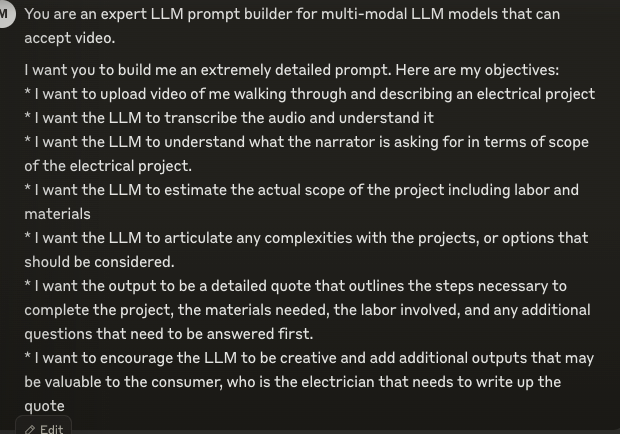 M
You are an expert LLM prompt builder for multi-modal LLM models that can
accept video.
I want you to build me an extremely detailed prompt. Here are my objectives:
* I want to upload video of me walking through and describing an electrical project
* I want the LLM to transcribe the audio and understand it
* I want the LLM to understand what the narrator is asking for in terms of scope
of the electrical project.
* I want the LLM to estimate the actual scope of the project including labor and
materials
* I want the LLM to articulate any complexities with the projects, or options that
should be considered.
* I want the output to be a detailed quote that outlines the steps necessary to
complete the project, the materials needed, the labor involved, and any additional
questions that need to be answered first.
* I want to encourage the LLM to be creative and add additional outputs that may
be valuable to the consumer, who is the electrician that needs to write up the
quote
Edit